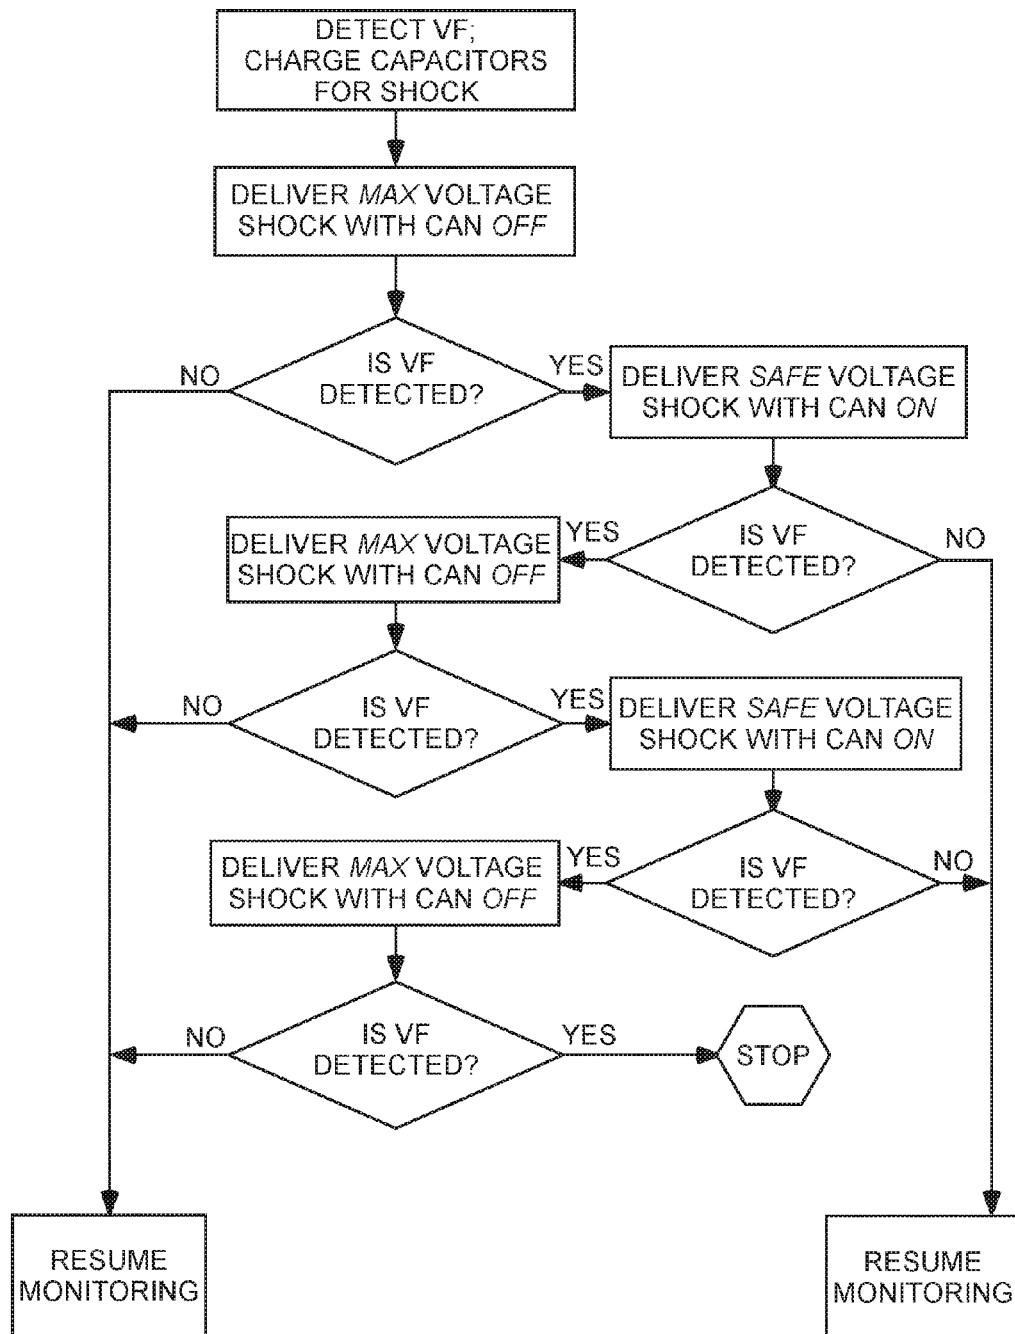 DETECT VF;
CHARGE CAPACITORS
FOR SHOCK
DELIVER MAX VOLTAGE
SHOCK WITH CAN OFF
IS VF
DETECTED?
NO
YES
DELIVER SAFE VOLTAGE
SHOCK WITH CAN ON
IS VF
DETECTED?
YES
NO
DELIVER MAX VOLTAGE
SHOCK WITH CAN OFF
IS VF
DETECTED?
NO
YES
DELIVER SAFE VOLTAGE
SHOCK WITH CAN ON
IS VF
DETECTED?
YES
NO
DELIVER MAX VOLTAGE
SHOCK WITH CAN OFF
IS VF
DETECTED?
NO
YES
STOP
RESUME
MONITORING
RESUME
MONITORING